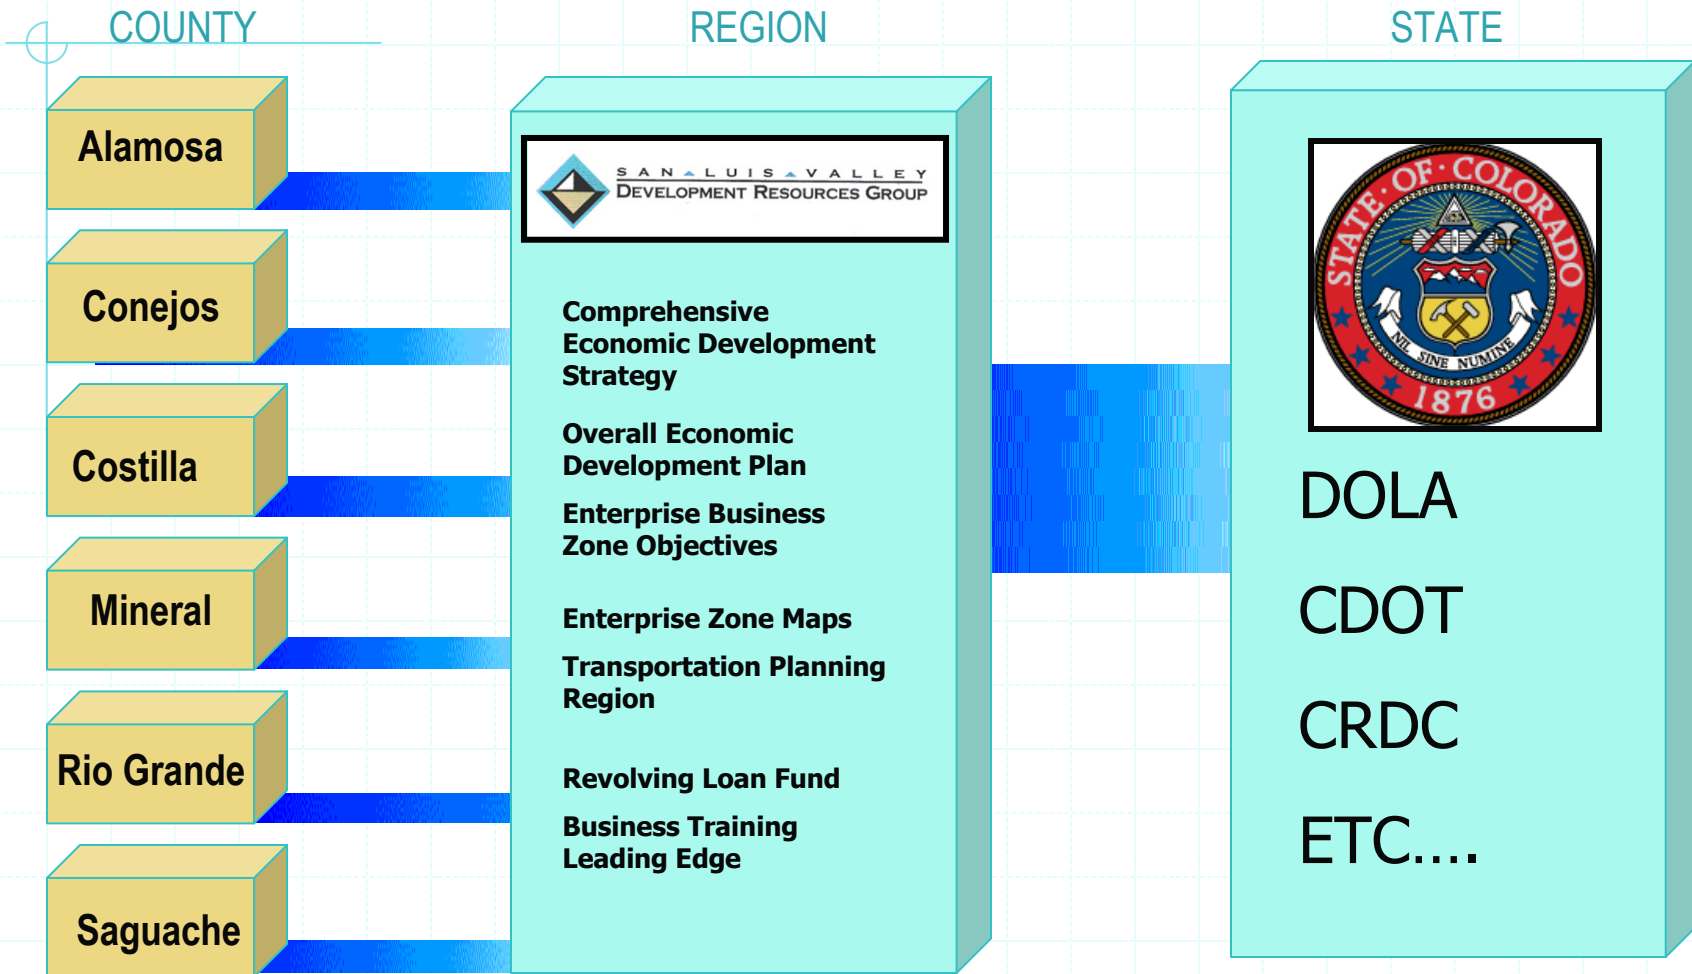 COUNTY
REGION
STATE
Alamosa
Conejos
Costilla
Mineral
Rio Grande
Saguache
SAN LUIS VALLEY
DEVELOPMENT RESOURCES GROUP
Comprehensive
Economic Development
Strategy
Overall Economic
Development Plan
Enterprise Business
Zone Objectives
Enterprise Zone Maps
Transportation Planning
Region
Revolving Loan Fund
Business Training
Leading Edge
STATE·OF·COLORADO
NIL SINE NUMINE
1876
DOLA
CDOT
CRDC
ETC….